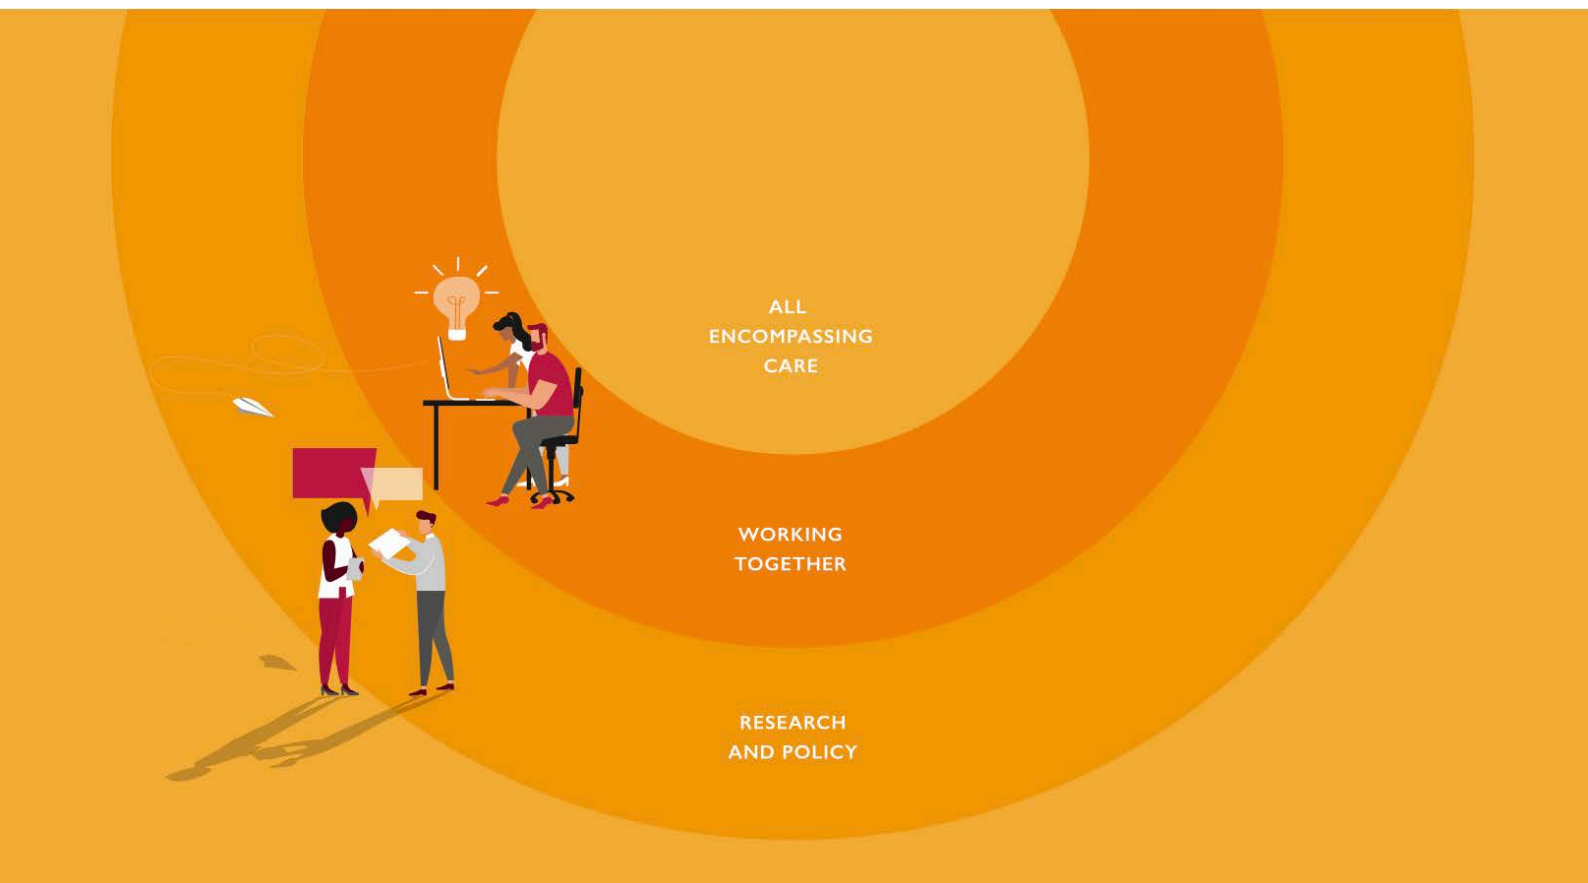 ALL
ENCOMPASSING
CARE
WORKING
TOGETHER
RESEARCH
AND POLICY